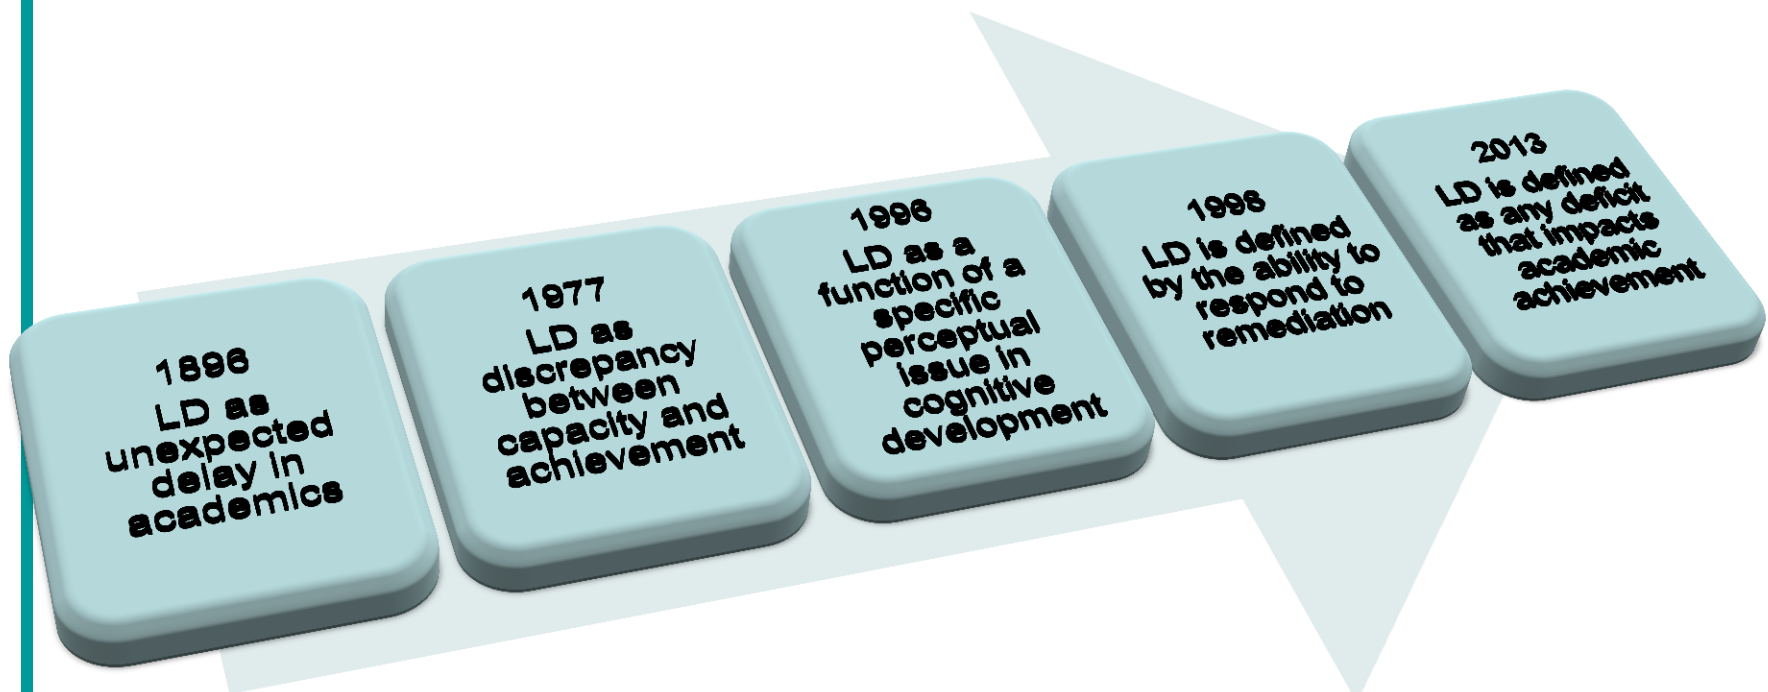 1896
LD as
unexpected
delay in
academics
1977
LD as
discrepancy
between
capacity and
achievement
1996
LD as a
function of a
specific
perceptual
issue in
cognitive
development
1998
LD is defined
by the ability to
respond to
remediation
2013
LD is defined
as any deficit
that impacts
academic
achievement